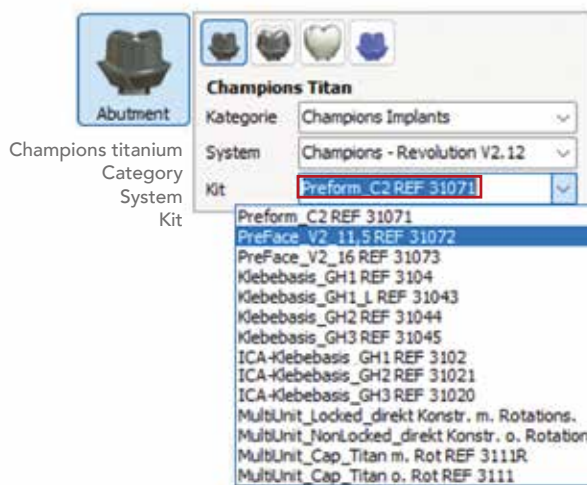 Abutment
Champions titanium
Category
System
Kit
Champions Titan
Kategorie Champions Implants
System Champions - Revolution V2.12
Kit Preform_C2 REF 31071
Preform_C2 REF 31071
PreFace_V2_11,5 REF 31072
PreFace_V2_16 REF 31073
Klebebasis_GH1 REF 3104
Klebebasis_GH1_L REF 31043
Klebebasis_GH2 REF 31044
Klebebasis_GH3 REF 31045
ICA-Klebebasis_GH1 REF 3102
ICA-Klebebasis_GH2 REF 31021
ICA-Klebebasis_GH3 REF 31020
MultiUnit_Locked_direkt Konstr. m. Rotations.
MultiUnit_NonLocked_direkt Konstr. o. Rotation
MultiUnit_Cap_Titan m. Rot REF 3111R
MultiUnit_Cap_Titan o. Rot REF 3111